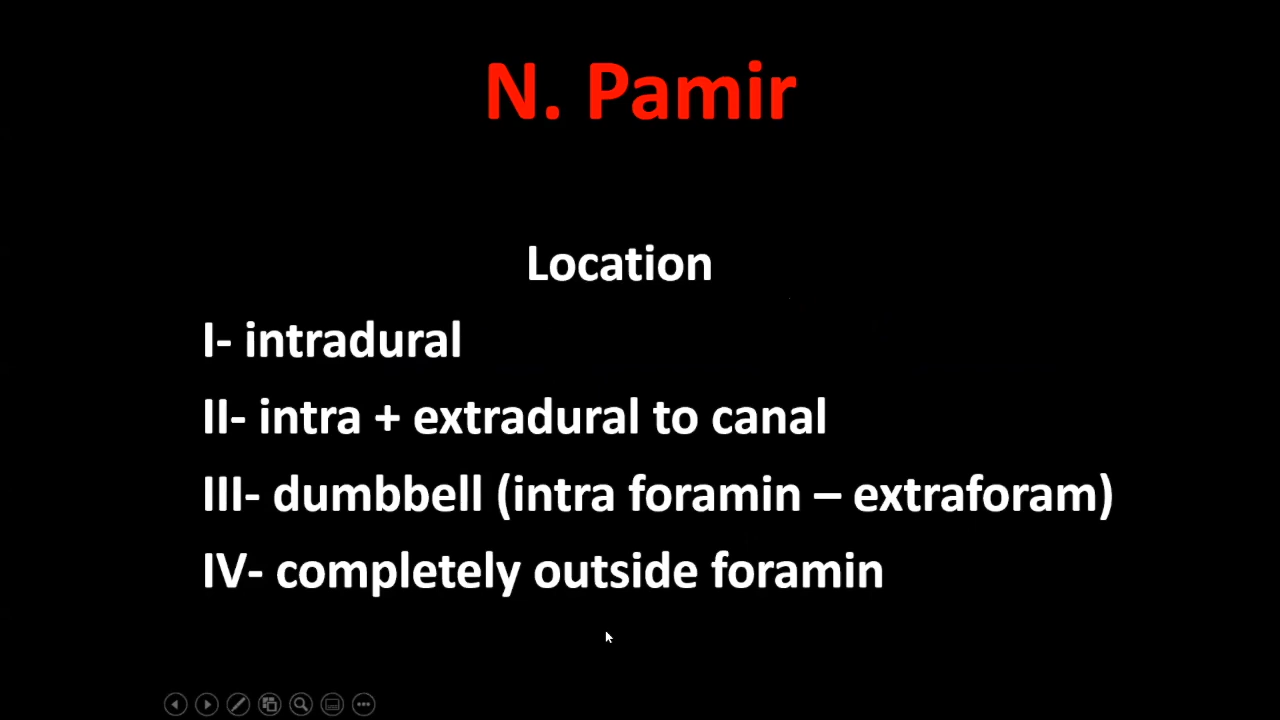 N. Pamir
Location
I- intradural
II- intra + extradural to canal
III- dumbbell (intra foramin – extraforam)
IV- completely outside foramin